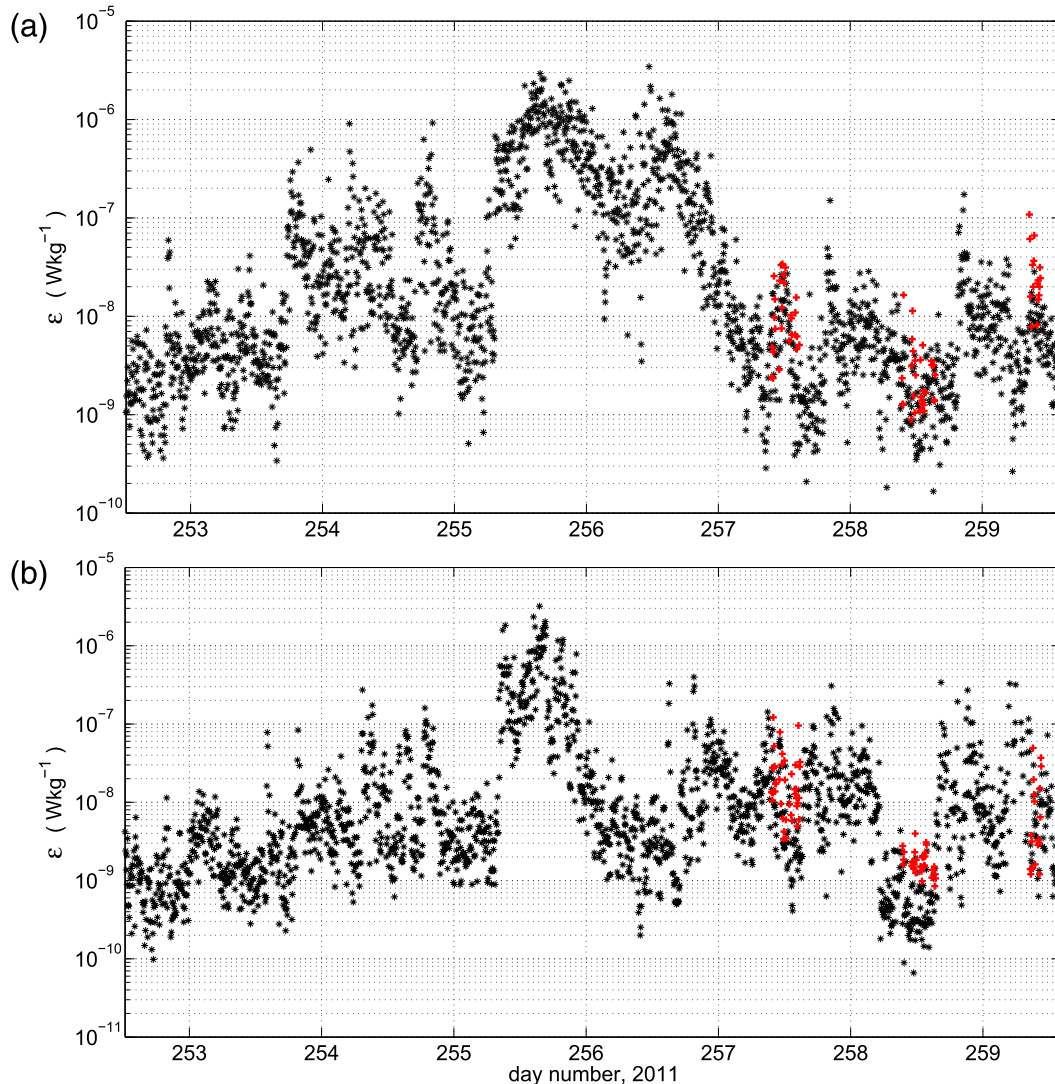 (a)
10⁻⁵
10⁻⁶
10⁻⁷
10⁻⁸
10⁻⁹
10⁻¹⁰
ε ( Wkg⁻¹)
253 254 255 256 257 258 259
(b)
10⁻⁵
10⁻⁶
10⁻⁷
10⁻⁸
10⁻⁹
10⁻¹⁰
10⁻¹¹
ε ( Wkg⁻¹)
253 254 255 256 257 258 259
day number, 2011